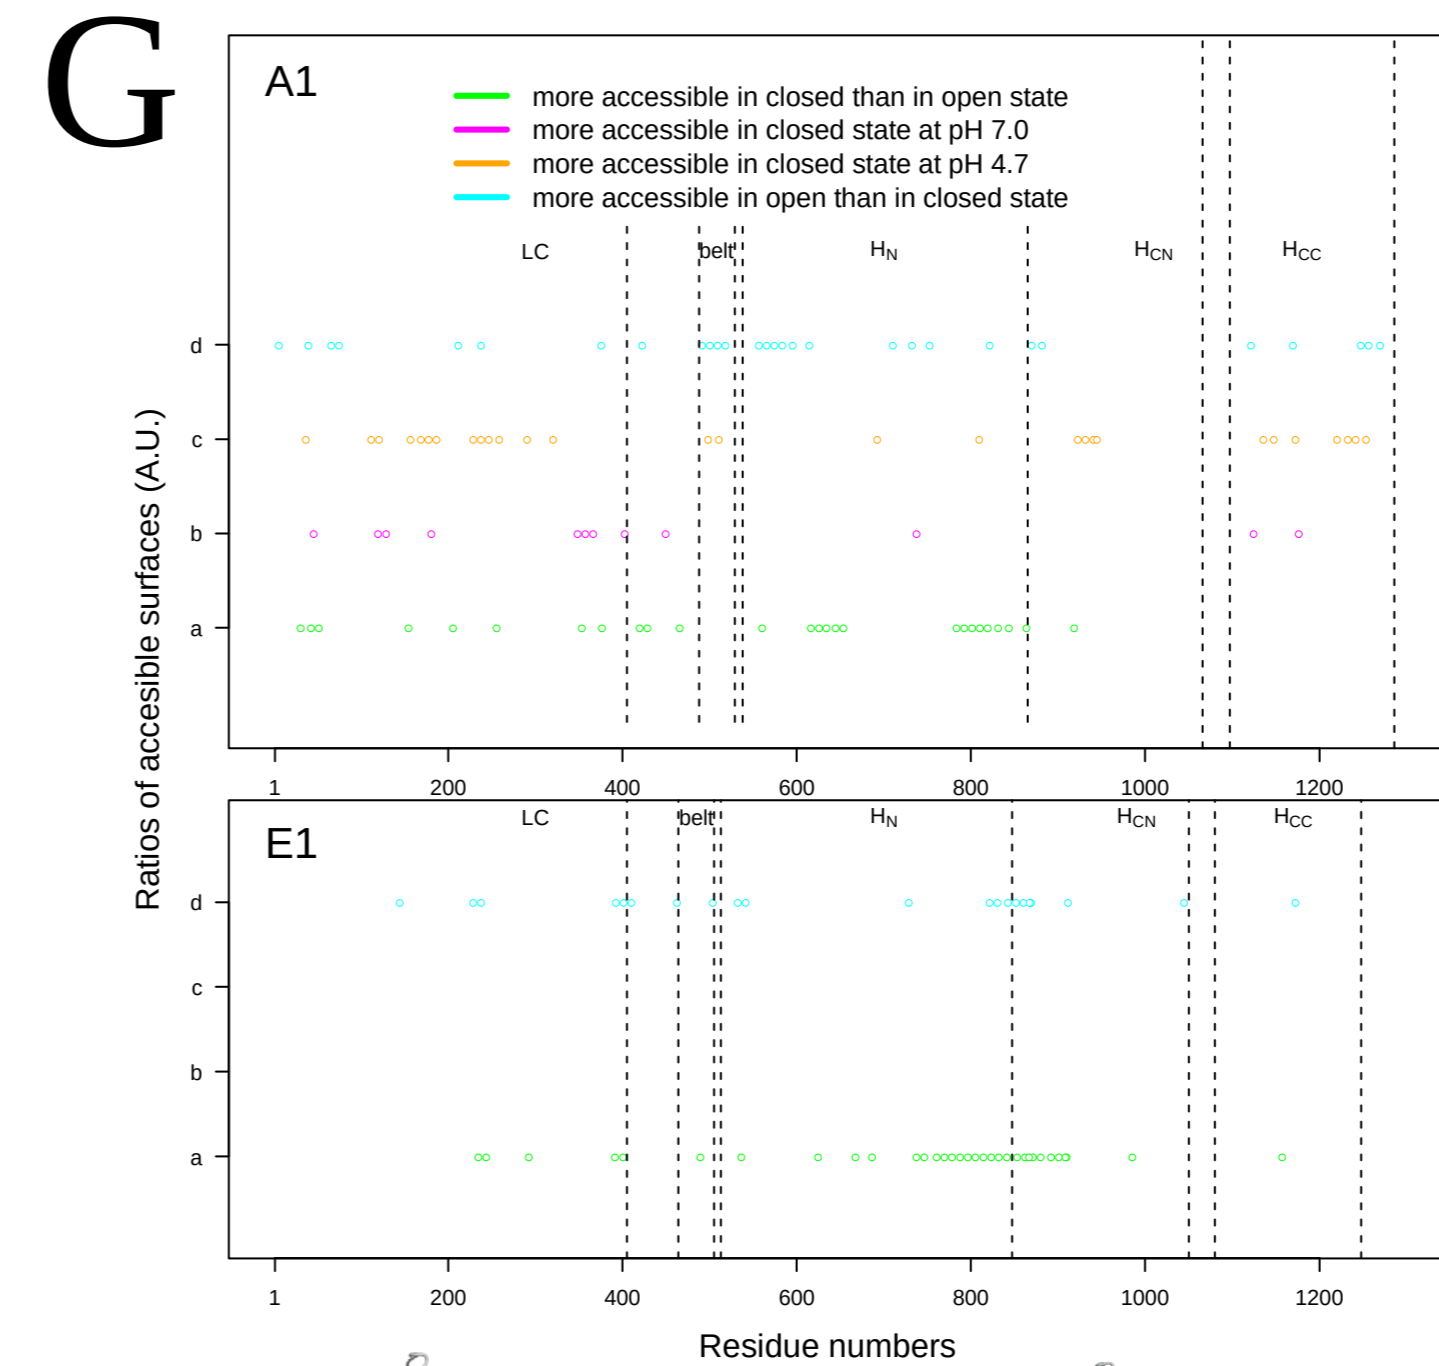 G
A1
more accessible in closed than in open state
more accessible in closed state at pH 7.0
more accessible in closed state at pH 4.7
more accessible in open than in closed state
LC belt HN HCN HCC
d
c
b
a
Ratios of accesible surfaces (A.U.)
1 200 400 600 800 1000 1200
LC belt HN HCN HCC
E1
d
c
b
a
1 200 400 600 800 1000 1200
Residue numbers